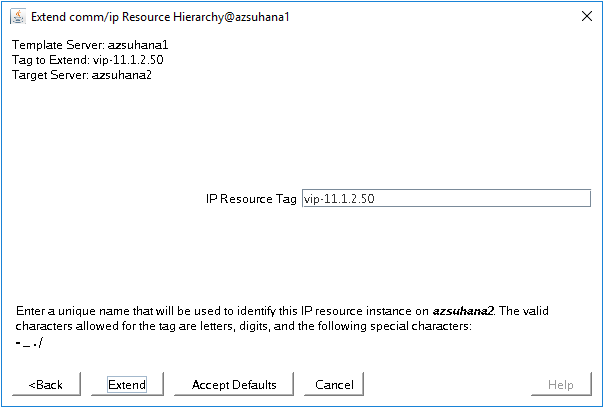 Extend comm/ip Resource Hierarchy@azsuhana1
Template Server: azsuhana1
Tag to Extend: vip-11.1.2.50
Target Server: azsuhana2
IP Resource Tag vip-11.1.2.50
Enter a unique name that will be used to identify this IP resource instance on azsuhana2. The valid
characters allowed for the tag are letters, digits, and the following special characters:
- _ . /
<Back Extend Accept Defaults Cancel Help